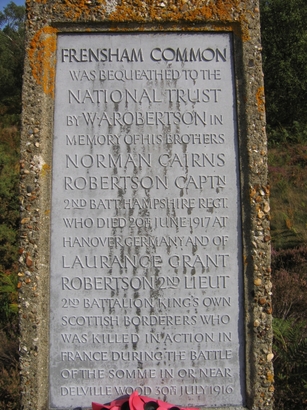 FRENSHAM COMMON
WAS BEQUEATHED TO THE
NATIONAL TRUST
BY W.A.ROBERTSON IN
MEMORY OF HIS BROTHERS
NORMAN CAIRNS
ROBERTSON CAPTN.
2ND BATT. HAMPSHIRE REGT.
WHO DIED 20TH JUNE 1917 AT
HANOVER GERMANY AND OF
LAURANCE GRANT
ROBERTSON 2ND LIEUT
2ND BATTALION KING'S OWN
SCOTTISH BORDERERS WHO
WAS KILLED IN ACTION IN
FRANCE DURING THE BATTLE
OF THE SOMME IN OR NEAR
DELVILLE WOOD 30TH JULY 1916